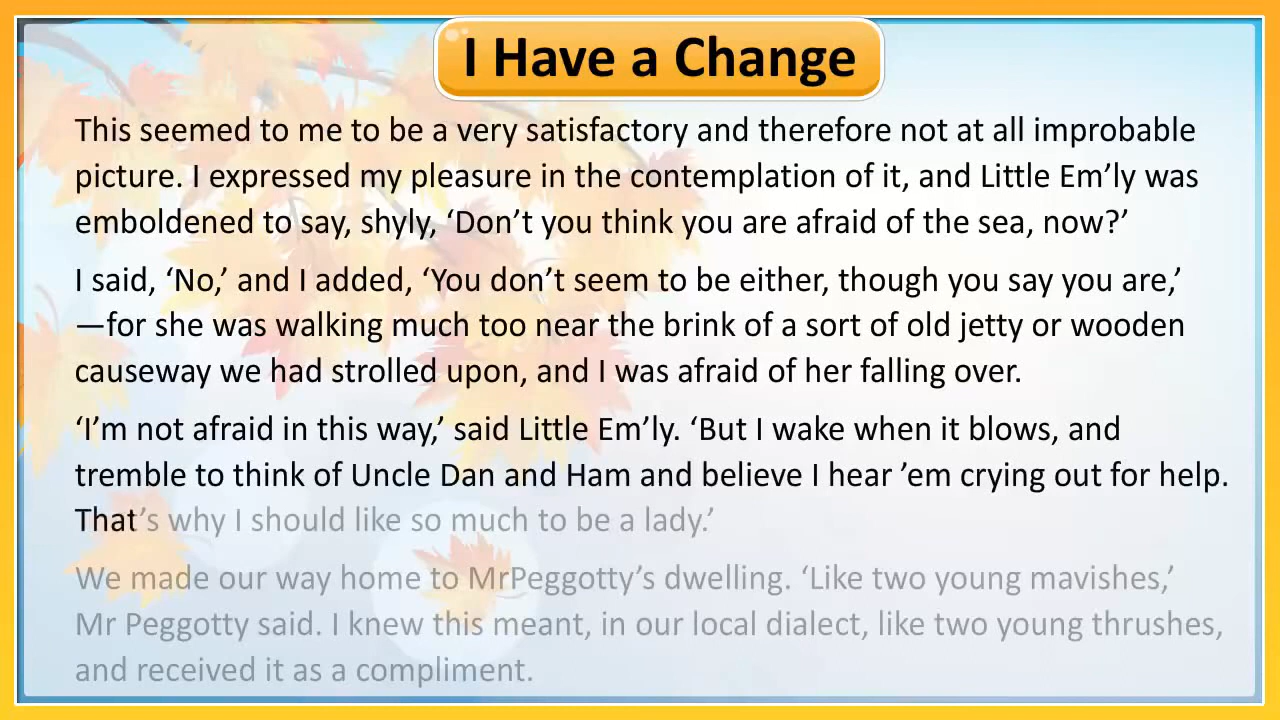 I Have a Change
This seemed to me to be a very satisfactory and therefore not at all improbable
picture. I expressed my pleasure in the contemplation of it, and Little Em’ly was
emboldened to say, shyly, ‘Don’t you think you are afraid of the sea, now?’
I said, ‘No,’ and I added, ‘You don’t seem to be either, though you say you are,’
—for she was walking much too near the brink of a sort of old jetty or wooden
causeway we had strolled upon, and I was afraid of her falling over.
‘I’m not afraid in this way,’ said Little Em’ly. ‘But I wake when it blows, and
tremble to think of Uncle Dan and Ham and believe I hear ’em crying out for help.
That’s why I should like so much to be a lady.’
We made our way home to MrPeggotty’s dwelling. ‘Like two young mavishes,’
Mr Peggotty said. I knew this meant, in our local dialect, like two young thrushes,
and received it as a compliment.